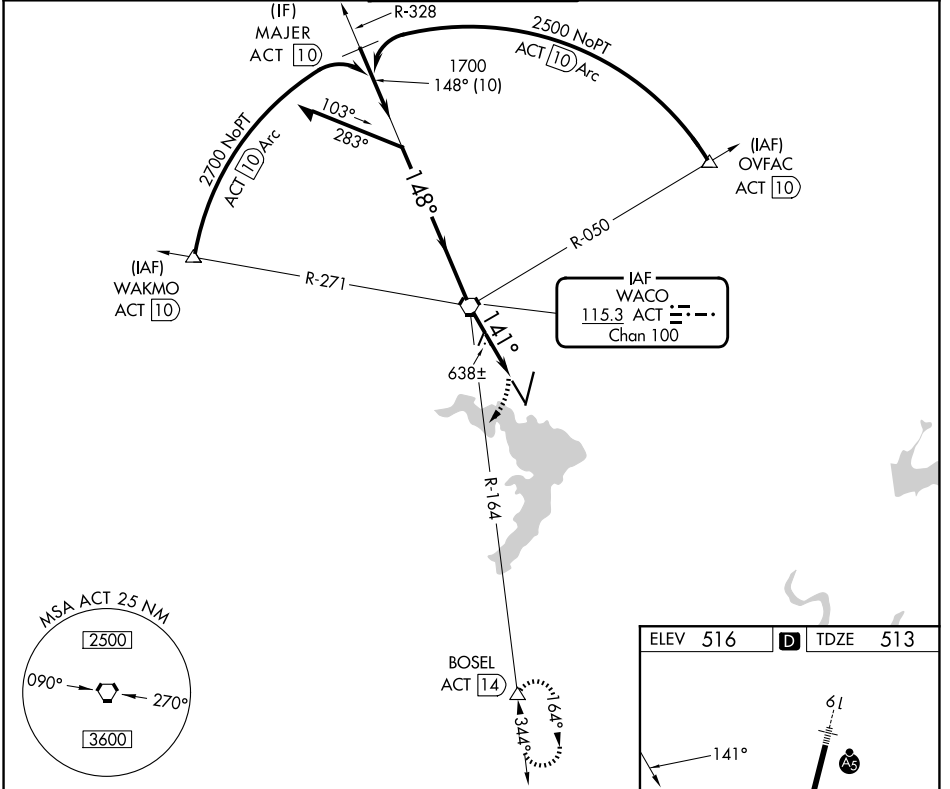 (IF)
MAJER
ACT 10
R-328
2500 NoPT
ACT 10 Arc
1700
148° (10)
103°
283°
2700 NoPT
ACT 10 Arc
148°
(IAF)
OVFAC
ACT 10
R-050
(IAF)
WAKMO
ACT 10
R-271
IAF
WACO
115.3 ACT
Chan 100
141°
638±
R-164
MSA ACT 25 NM
2500
090°
270°
3600
BOSEL
ACT 14
344°
164°
ELEV 516 D TDZE 513
19
141°
A5